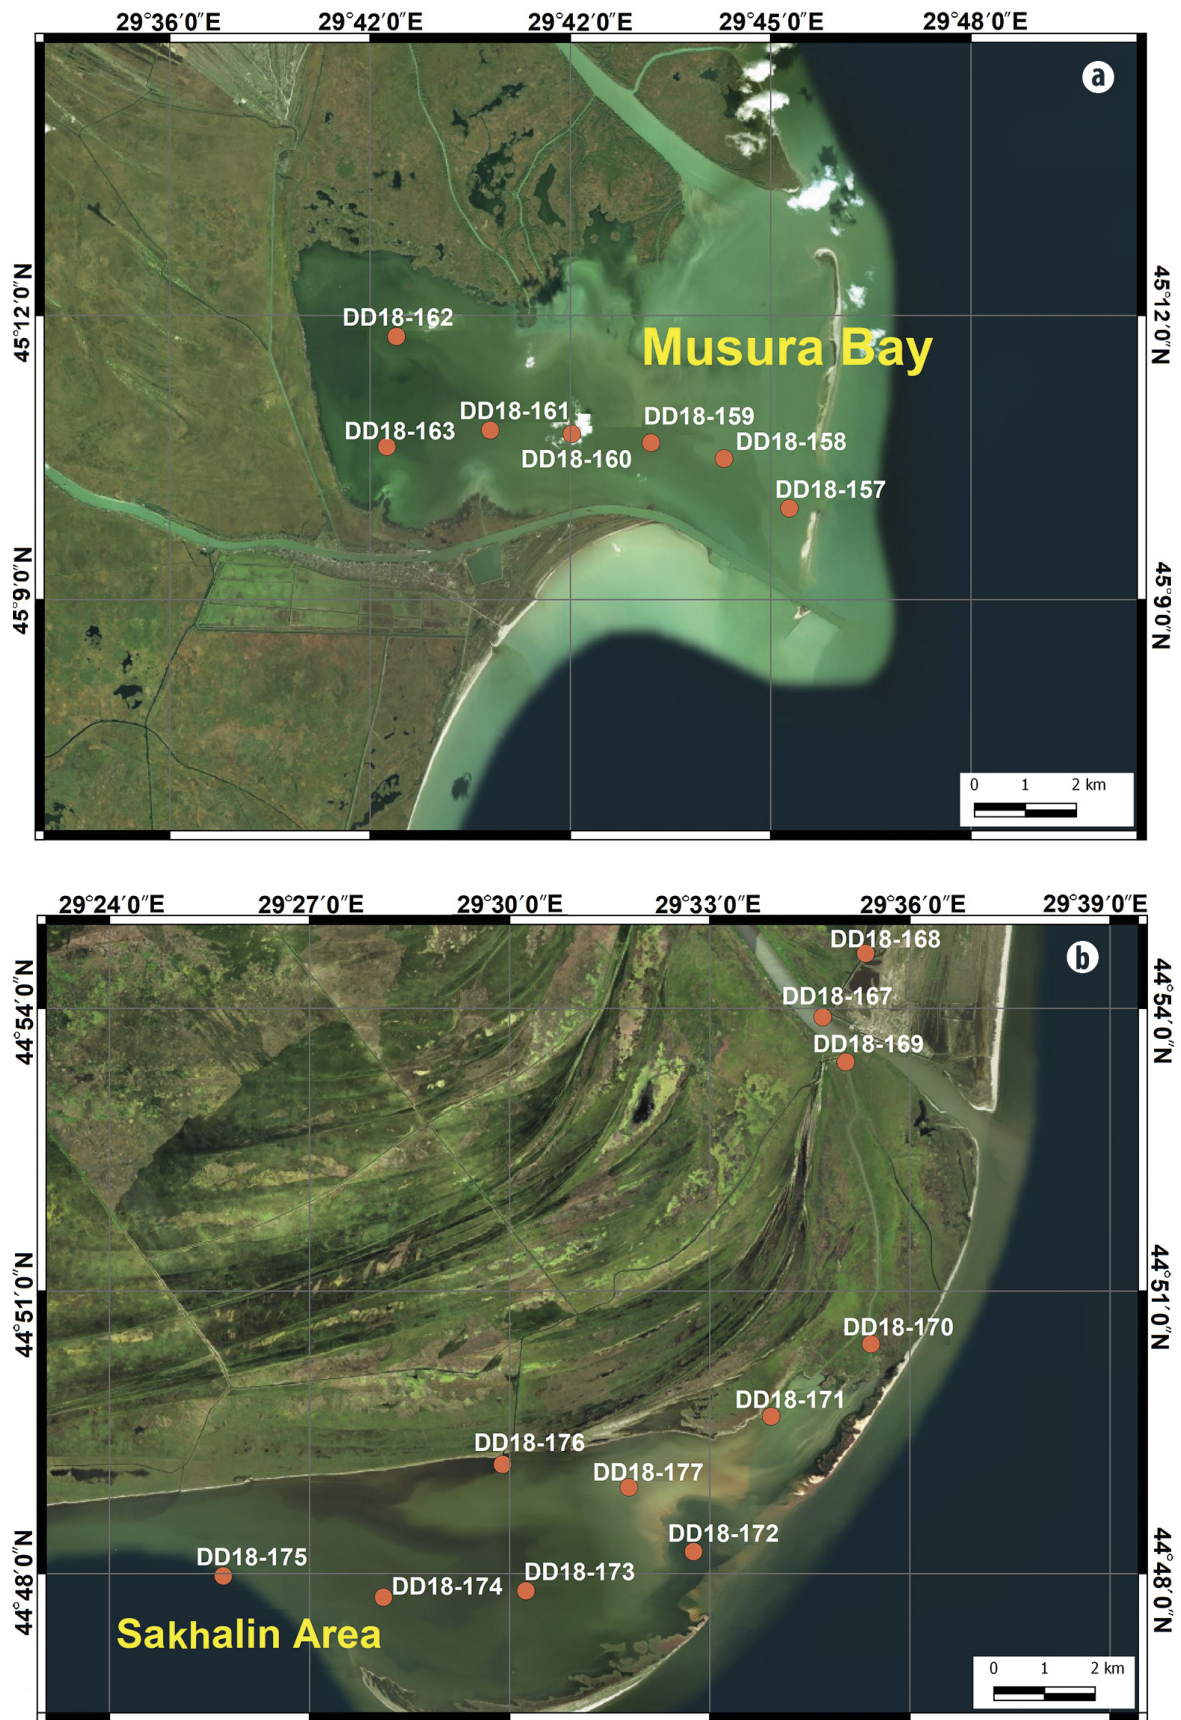 29°36′0″E 29°42′0″E 29°42′0″E 29°45′0″E 29°48′0″E
a
45°12′0″N
45°12′0″N
DD18-162
Musura Bay
DD18-161
DD18-159
DD18-163
DD18-160
DD18-158
DD18-157
45°9′0″N
45°9′0″N
0 1 2 km
29°24′0″E 29°27′0″E 29°30′0″E 29°33′0″E 29°36′0″E 29°39′0″E
b
DD18-168
44°54′0″N
44°54′0″N
DD18-167
DD18-169
44°51′0″N
44°51′0″N
DD18-170
DD18-171
DD18-176
DD18-177
DD18-172
DD18-175
DD18-173
DD18-174
44°48′0″N
44°48′0″N
Sakhalin Area
0 1 2 km